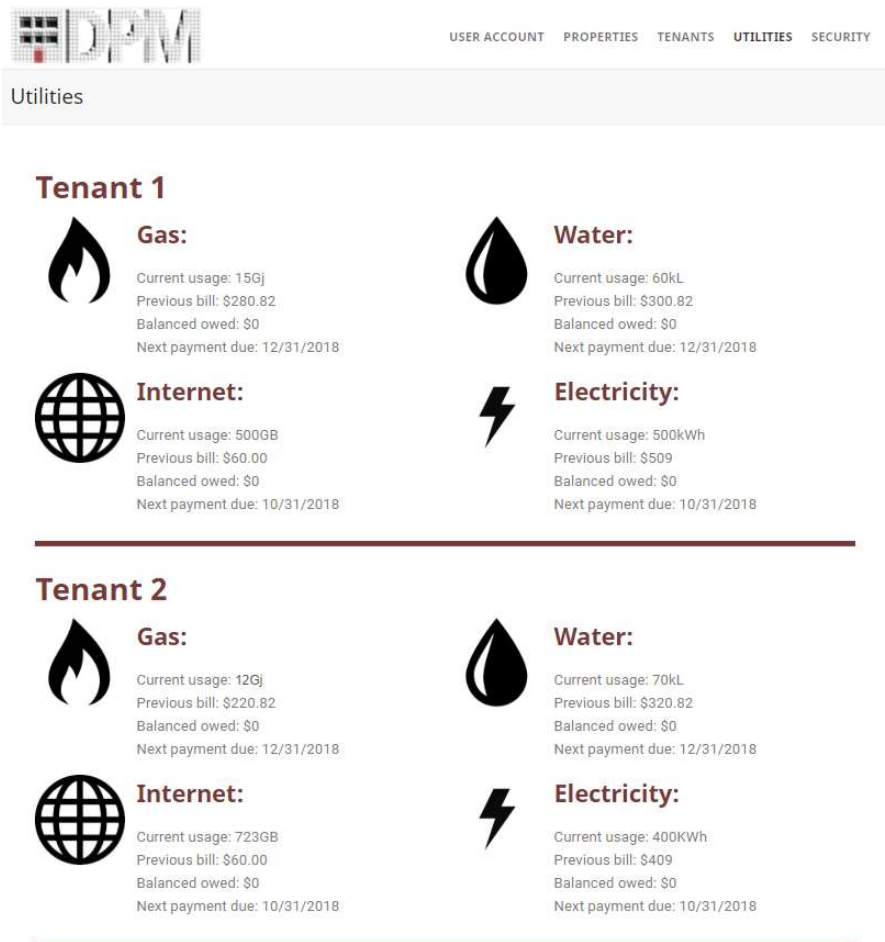 DPM
USER ACCOUNT PROPERTIES TENANTS UTILITIES SECURITY
Utilities
Tenant 1
Gas:
Current usage: 15Gj
Previous bill: $280.82
Balanced owed: $0
Next payment due: 12/31/2018
Water:
Current usage: 60kL
Previous bill: $300.82
Balanced owed: $0
Next payment due: 12/31/2018
Internet:
Current usage: 500GB
Previous bill: $60.00
Balanced owed: $0
Next payment due: 10/31/2018
Electricity:
Current usage: 500kWh
Previous bill: $509
Balanced owed: $0
Next payment due: 10/31/2018
Tenant 2
Gas:
Current usage: 12Gj
Previous bill: $220.82
Balanced owed: $0
Next payment due: 12/31/2018
Water:
Current usage: 70kL
Previous bill: $320.82
Balanced owed: $0
Next payment due: 12/31/2018
Internet:
Current usage: 723GB
Previous bill: $60.00
Balanced owed: $0
Next payment due: 10/31/2018
Electricity:
Current usage: 400KWh
Previous bill: $409
Balanced owed: $0
Next payment due: 10/31/2018